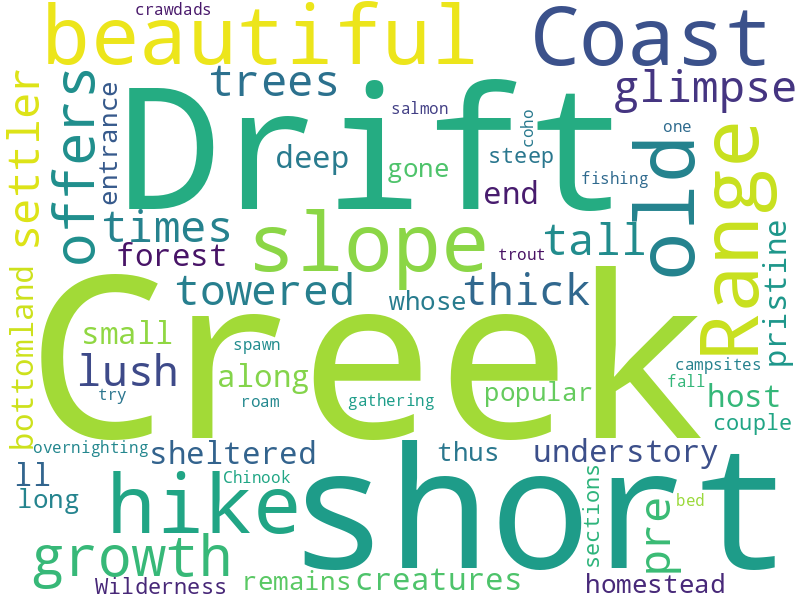 crawdads
beautiful
Coast
trees
glimpse
settler
offers
entrance
Drift
salmon
coho
one
deep
gone
steep
fishing
end
old
Range
times
slope
tall
forest
trout
pristine
towered
whose
thick
bottomland
Creek
small
lush
spawn
along
campsites
try
roam
gathering
popular
fall
host
couple
overnighting
sheltered
thus
understory
ll
long
Chinook
hike
short
sections
pre
bed
growth
Wilderness
remains
creatures
homestead